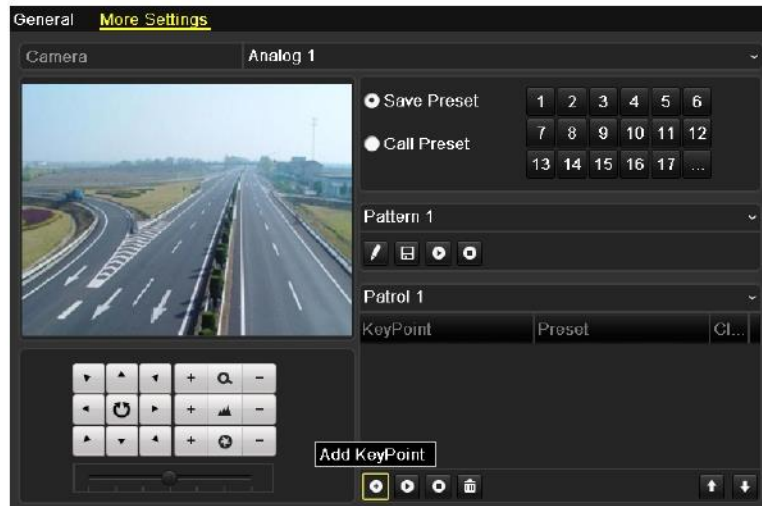 General More Settings
Camera Analog 1
Save Preset
Call Preset
1 2 3 4 5 6
7 8 9 10 11 12
13 14 15 16 17 ...
Pattern 1
Patrol 1
KeyPoint Preset Cl...
Add KeyPoint